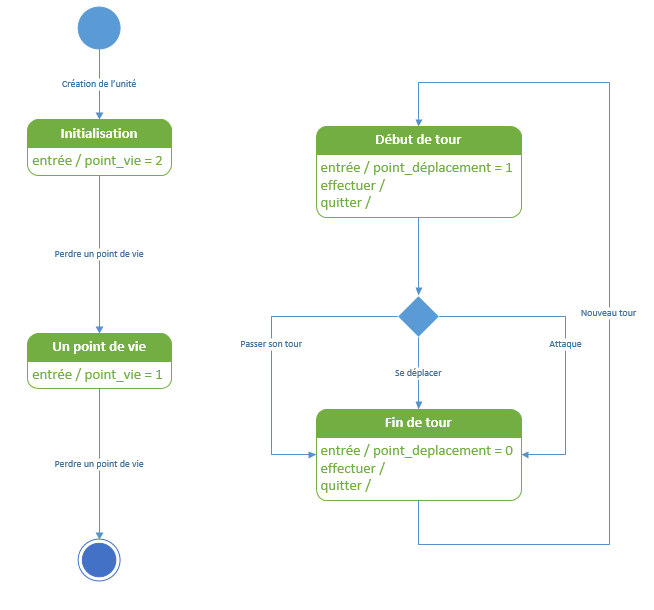 Création de l'unité
Initialisation
entrée / point_vie = 2
Perdre un point de vie
Un point de vie
entrée / point_vie = 1
Perdre un point de vie
Début de tour
entrée / point_déplacement = 1
effectuer /
quitter /
Nouveau tour
Passer son tour
Attaque
Se déplacer
Fin de tour
entrée / point_deplacement = 0
effectuer /
quitter /